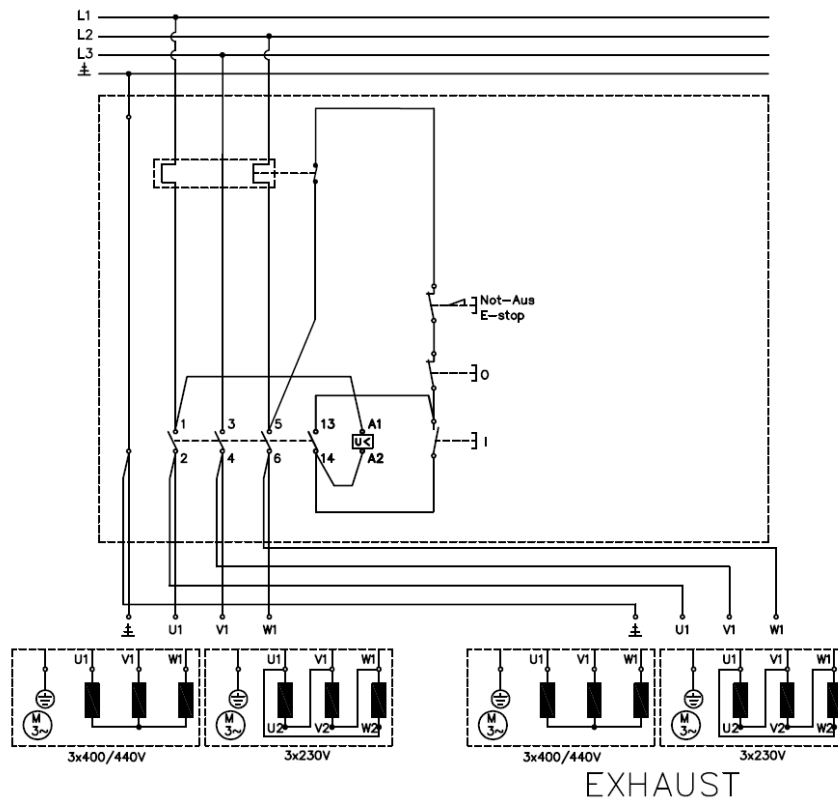 L1
L2
L3
Not-Aus
E-stop
0
1 3 5 13 A1
U<
I
2 4 6 14 A2
U1 V1 W1 U1 V1 W1
U1 V1 W1 U1 V1 W1 U1 V1 W1 U1 V1 W1
M
3~
M
3~
U2 V2 W2
M
3~
M
3~
U2 V2 W2
3x400/440V 3x230V 3x400/440V 3x230V
EXHAUST